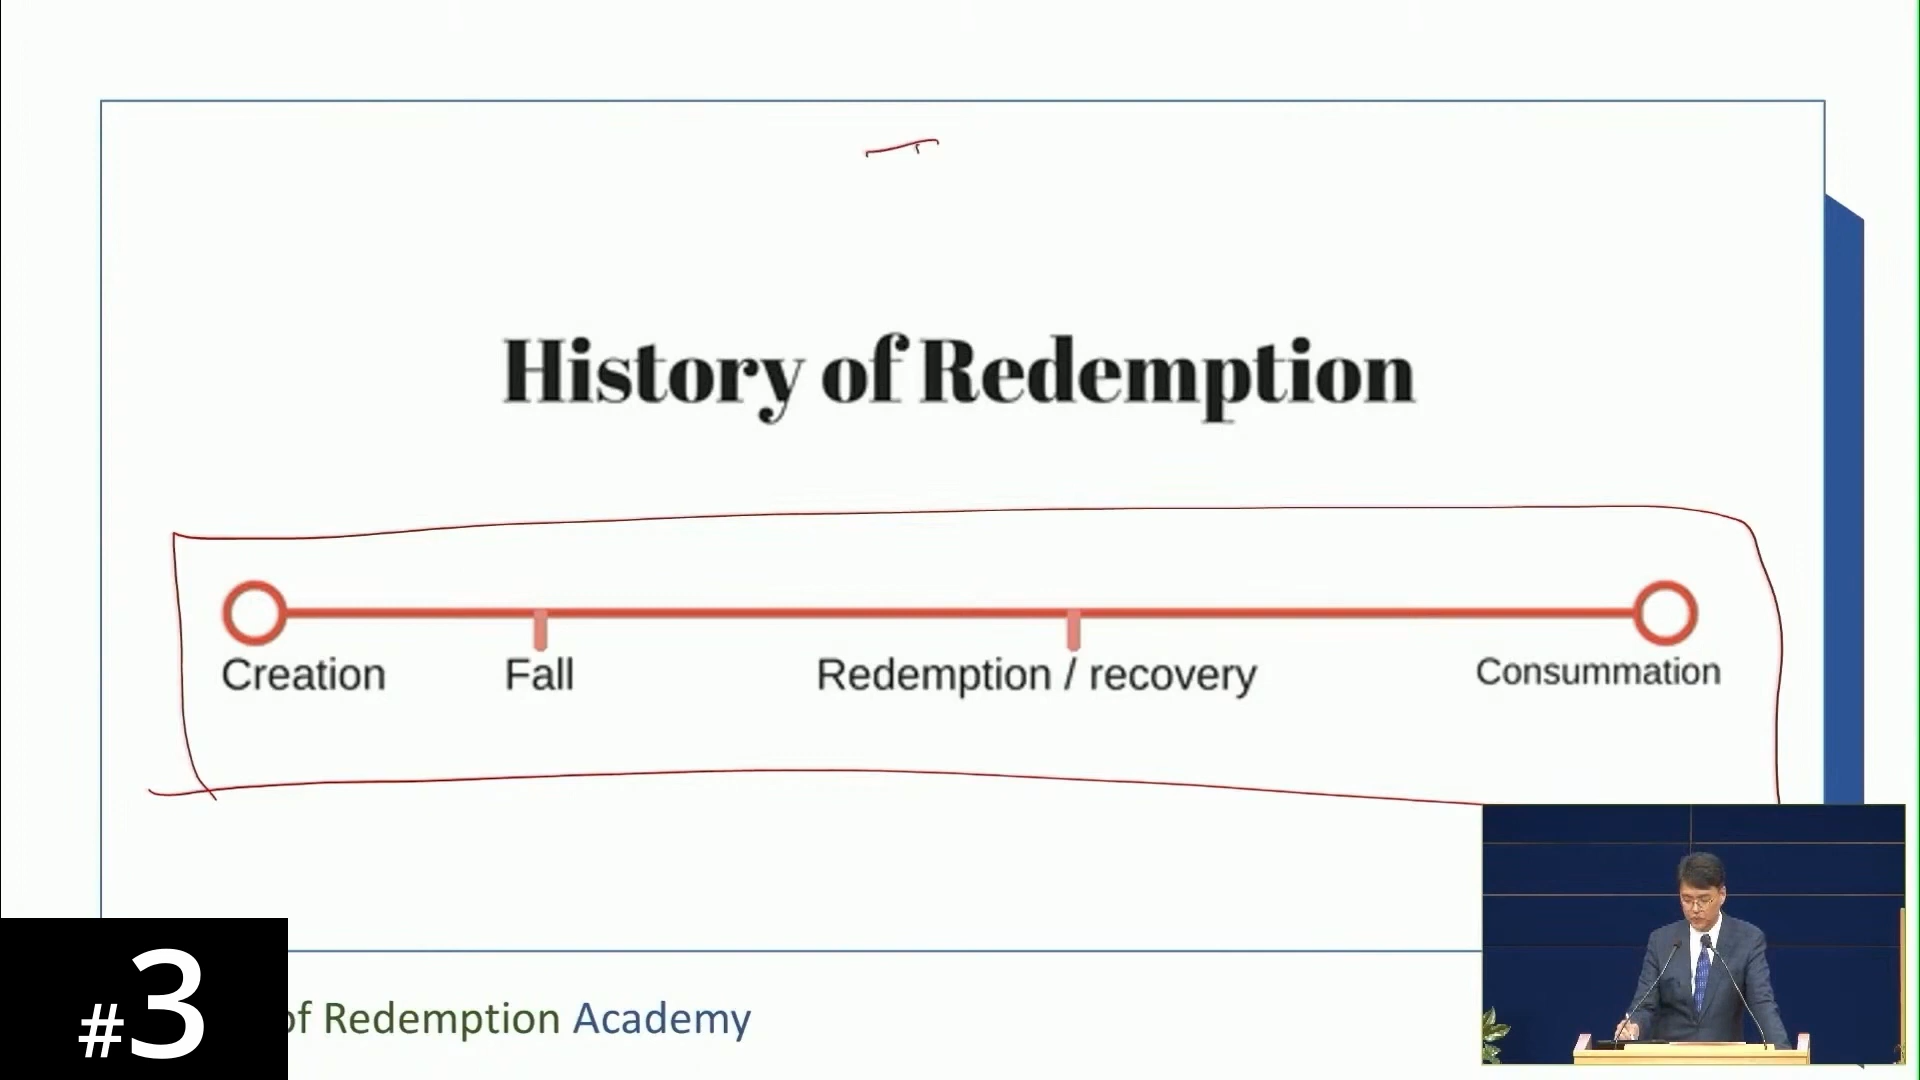 History of Redemption
Creation Fall Redemption / recovery Consummation
#3 of Redemption Academy